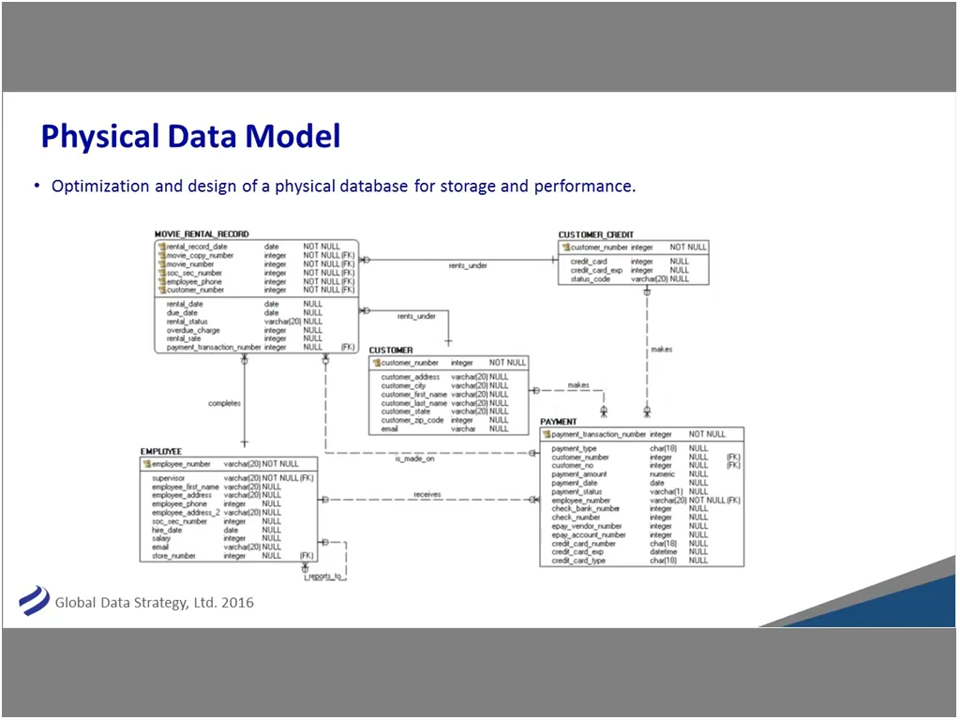 Physical Data Model
• Optimization and design of a physical database for storage and performance.
MOVIE_RENTAL_RECORD
rental_record_date date NOT NULL
movie_copy_number integer NOT NULL (FK)
movie_number integer NOT NULL (FK)
soc_sec_number integer NOT NULL (FK)
employee_phone integer NOT NULL (FK)
customer_number integer NOT NULL (FK)
rental_date date NULL
due_date date NULL
rental_status varchar(20) NULL
overdue_charge integer NULL
rental_rate integer NULL
payment_transaction_number integer NULL (FK)
rents_under
CUSTOMER_CREDIT
customer_number integer NOT NULL
credit_card integer NULL
credit_card_exp integer NULL
status_code varchar(20) NULL
rents_under
CUSTOMER
customer_number integer NOT NULL
customer_address varchar(20) NULL
customer_city varchar(20) NULL
customer_first_name varchar(20) NULL
customer_last_name varchar(20) NULL
customer_state varchar(20) NULL
customer_zip_code integer NULL
email varchar NULL
makes
makes
completes
is_made_on
EMPLOYEE
employee_number varchar(20) NOT NULL
supervisor varchar(20) NOT NULL (FK)
employee_first_name varchar(20) NULL
employee_address varchar(20) NULL
employee_phone integer NULL
employee_address_2 varchar(20) NULL
soc_sec_number integer NULL
hire_date date NULL
salary integer NULL
email varchar(20) NULL
store_number integer NULL (FK)
receives
reports_to
PAYMENT
payment_transaction_number integer NOT NULL
payment_type char(18) NULL
customer_number integer NULL (FK)
customer_no integer NULL (FK)
payment_amount numeric NULL
payment_date date NULL
payment_status varchar(1) NULL
employee_number varchar(20) NOT NULL (FK)
check_bank_number integer NULL
check_number integer NULL
epay_vendor_number integer NULL
epay_account_number integer NULL
credit_card_number char(18) NULL
credit_card_exp datetime NULL
credit_card_type char(18) NULL
Global Data Strategy, Ltd. 2016